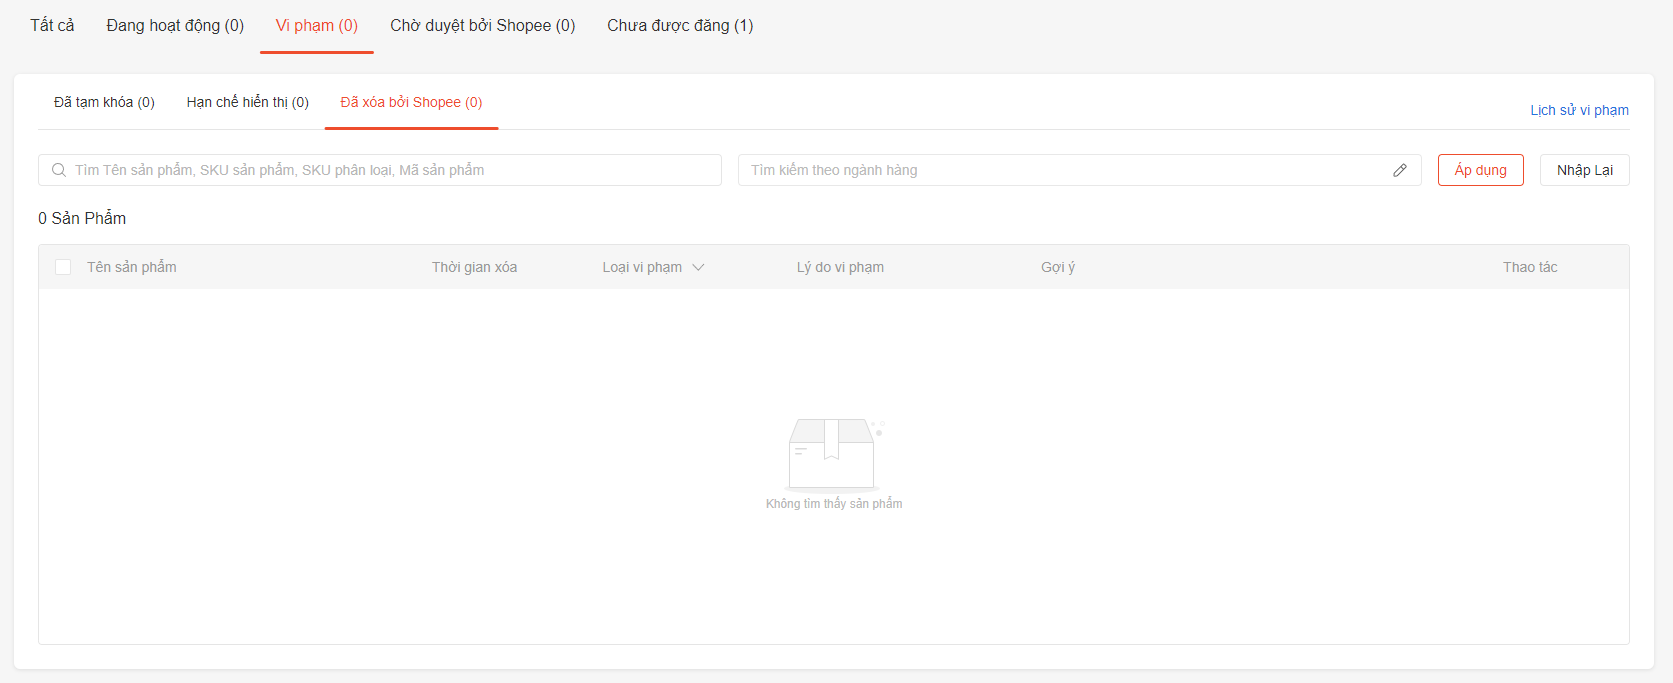 Tất cả Đang hoạt động (0) Vi phạm (0) Chờ duyệt bởi Shopee (0) Chưa được đăng (1)
Đã tạm khóa (0) Hạn chế hiển thị (0) Đã xóa bởi Shopee (0) Lịch sử vi phạm
Tìm Tên sản phẩm, SKU sản phẩm, SKU phân loại, Mã sản phẩm Tìm kiếm theo ngành hàng Áp dụng Nhập Lại
0 Sản Phẩm
Tên sản phẩm Thời gian xóa Loại vi phạm Lý do vi phạm Gợi ý Thao tác
Không tìm thấy sản phẩm